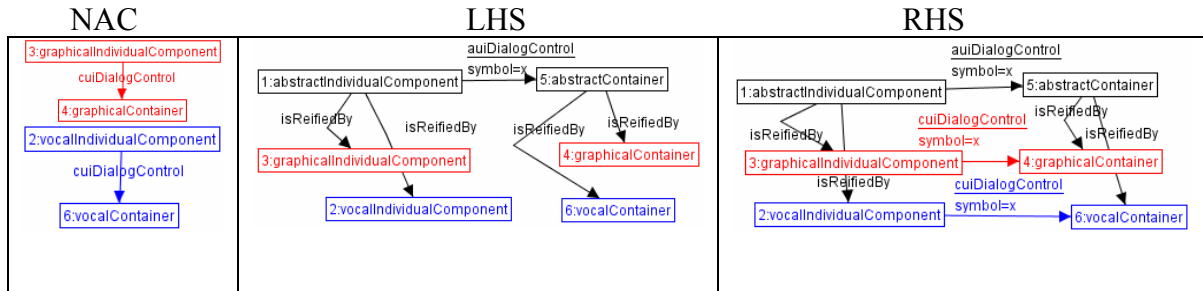 NAC
LHS
RHS
3:graphicalIndividualComponent
cuiDialogControl
4:graphicalContainer
2:vocalIndividualComponent
cuiDialogControl
6:vocalContainer
auiDialogControl
symbol=x
1:abstractIndividualComponent
5:abstractContainer
isReifiedBy
isReifiedBy
isReifiedBy
isReifiedBy
3:graphicalIndividualComponent
4:graphicalContainer
2:vocalIndividualComponent
6:vocalContainer
auiDialogControl
symbol=x
1:abstractIndividualComponent
5:abstractContainer
isReifiedBy
cuiDialogControl
isReifiedBy
symbol=x
3:graphicalIndividualComponent
4:graphicalContainer
isReifiedBy
cuiDialogControl
symbol=x
2:vocalIndividualComponent
6:vocalContainer